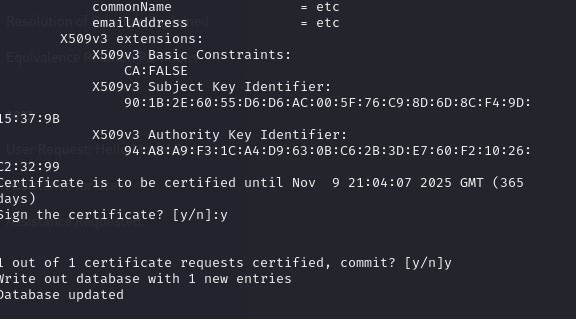 commonName = etc
emailAddress = etc
X509v3 extensions:
X509v3 Basic Constraints:
CA:FALSE
X509v3 Subject Key Identifier:
90:1B:2E:60:55:D6:D6:AC:00:5F:76:C9:8D:6D:8C:F4:9D:
15:37:9B
X509v3 Authority Key Identifier:
94:A8:A9:F3:1C:A4:D9:63:0B:C6:2B:3D:E7:60:F2:10:26:
C2:32:99
Certificate is to be certified until Nov  9 21:04:07 2025 GMT (365
days)
Sign the certificate? [y/n]:y
1 out of 1 certificate requests certified, commit? [y/n]y
Write out database with 1 new entries
Database updated